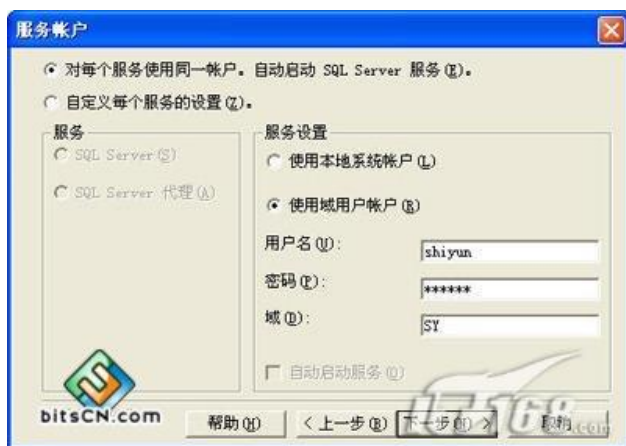 服务帐户
对每个服务使用同一帐户。自动启动 SQL Server 服务(E)。
自定义每个服务的设置(Z)。
服务
SQL Server(S)
SQL Server 代理(A)
服务设置
使用本地系统帐户(L)
使用域用户帐户(R)
用户名(U):
shiyun
密码(P):
******
域(D):
SY
自动启动服务(O)
bitsCN.com
帮助(H)
< 上一步(B)
下一步(N) >
取消
IT168.com